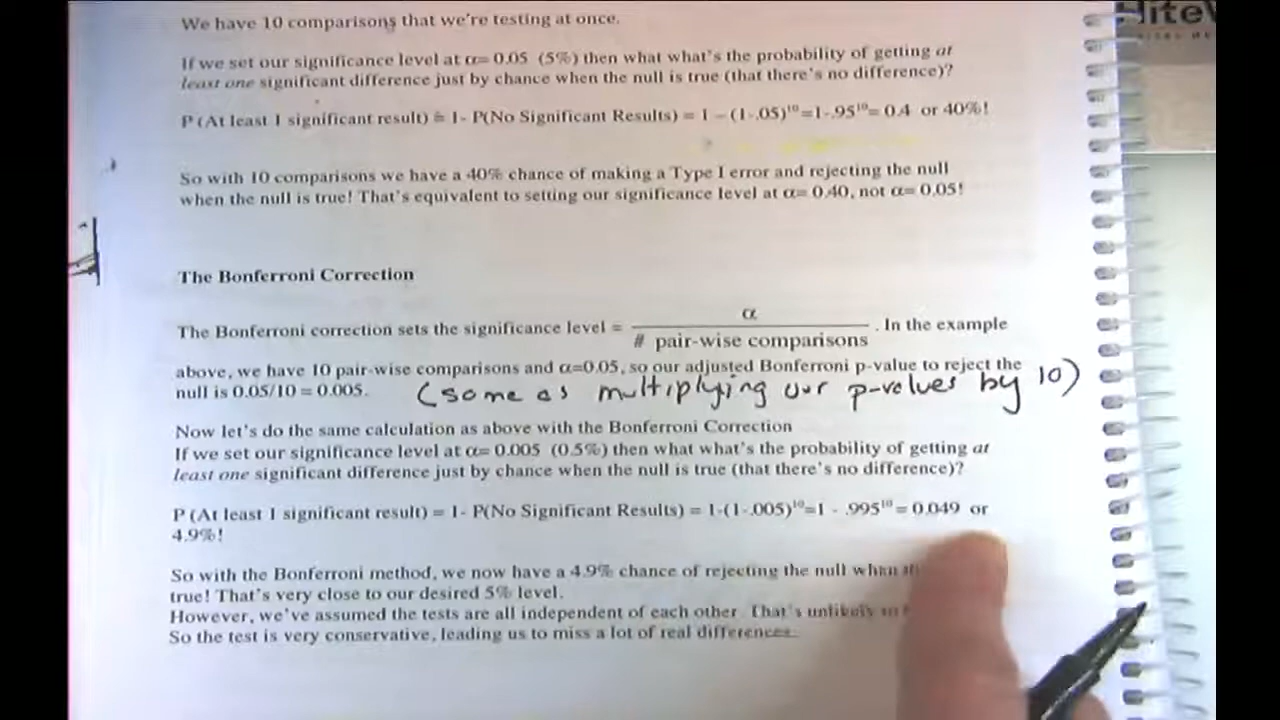 We have 10 comparisons that we're testing at once.
If we set our significance level at α= 0.05 (5%) then what what's the probability of getting at
least one significant difference just by chance when the null is true (that there's no difference)?
P (At least 1 significant result) = 1- P(No Significant Results) = 1 – (1-.05)¹⁰=1-.95¹⁰= 0.4 or 40%!
So with 10 comparisons we have a 40% chance of making a Type I error and rejecting the null
when the null is true! That's equivalent to setting our significance level at α= 0.40, not α= 0.05!
The Bonferroni Correction
The Bonferroni correction sets the significance level = α / # pair-wise comparisons . In the example
above, we have 10 pair-wise comparisons and α=0.05, so our adjusted Bonferroni p-value to reject the
null is 0.05/10 = 0.005. (same as multiplying our p-values by 10)
Now let's do the same calculation as above with the Bonferroni Correction
If we set our significance level at α= 0.005 (0.5%) then what what's the probability of getting at
least one significant difference just by chance when the null is true (that there's no difference)?
P (At least 1 significant result) = 1- P(No Significant Results) = 1-(1-.005)¹⁰=1 - .995¹⁰ = 0.049 or
4.9%!
So with the Bonferroni method, we now have a 4.9% chance of rejecting the null when
true! That's very close to our desired 5% level.
However, we've assumed the tests are all independent of each other. That's unlikely
So the test is very conservative, leading us to miss a lot of real differences.